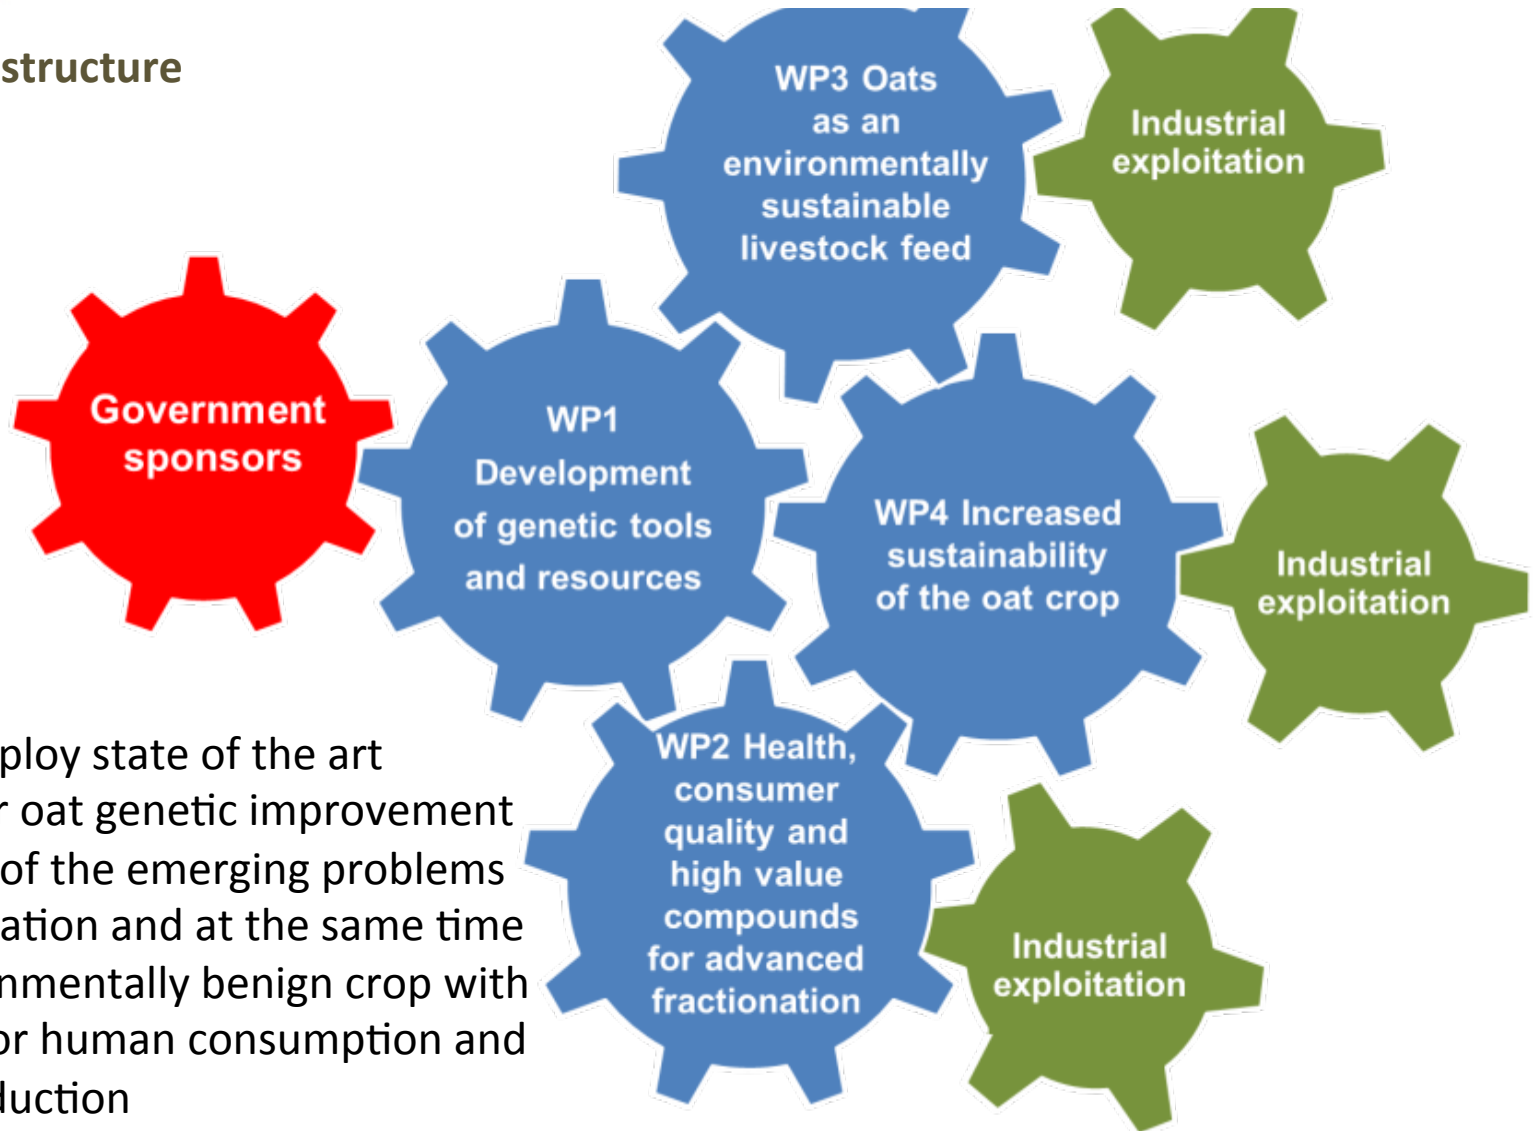 structure
WP3 Oats
as an
environmentally
sustainable
livestock feed
Industrial
exploitation
Government
sponsors
WP1
Development
of genetic tools
and resources
WP4 Increased
sustainability
of the oat crop
Industrial
exploitation
WP2 Health,
consumer
quality and
high value
compounds
for advanced
fractionation
Industrial
exploitation
ploy state of the art
r oat genetic improvement
of the emerging problems
ation and at the same time
nmentally benign crop with
or human consumption and
duction